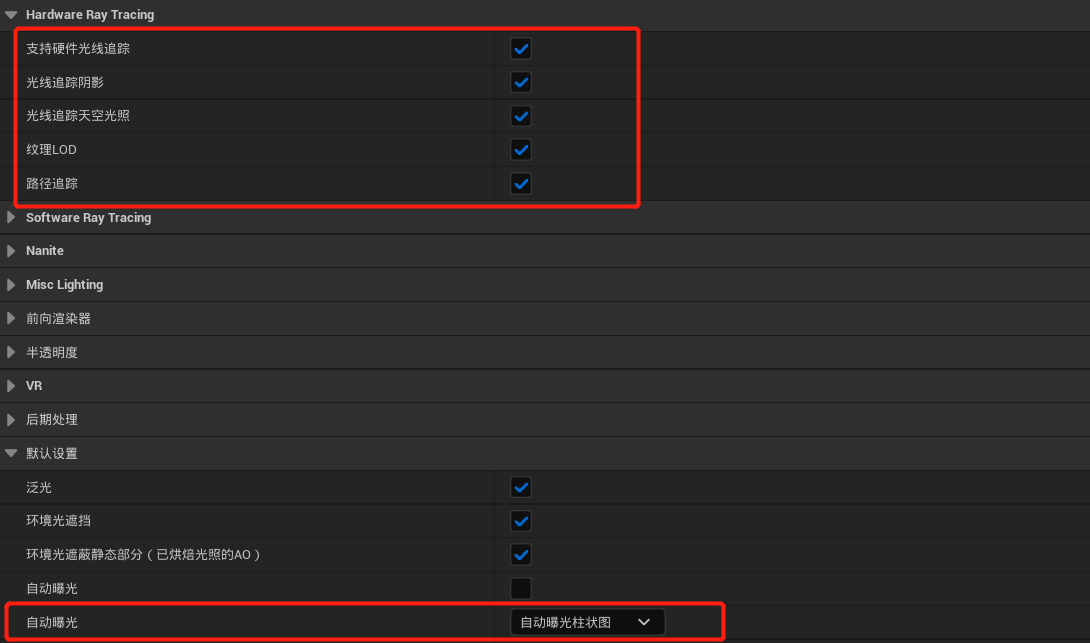 Hardware Ray Tracing
支持硬件光线追踪
光线追踪阴影
光线追踪天空光照
纹理LOD
路径追踪
Software Ray Tracing
Nanite
Misc Lighting
前向渲染器
半透明度
VR
后期处理
默认设置
泛光
环境光遮挡
环境光遮蔽静态部分（已烘焙光照的AO）
自动曝光
自动曝光 自动曝光柱状图